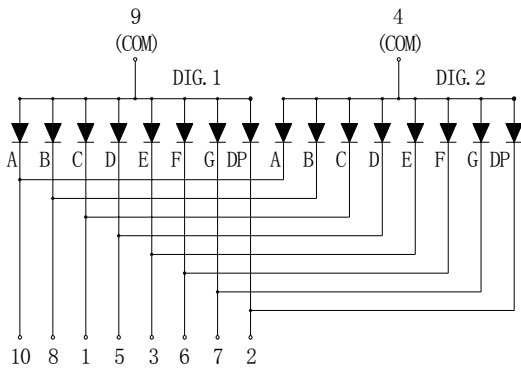 9 4
(COM) (COM)
DIG.1 DIG.2
A B C D E F G DP A B C D E F G DP
10 8 1 5 3 6 7 2